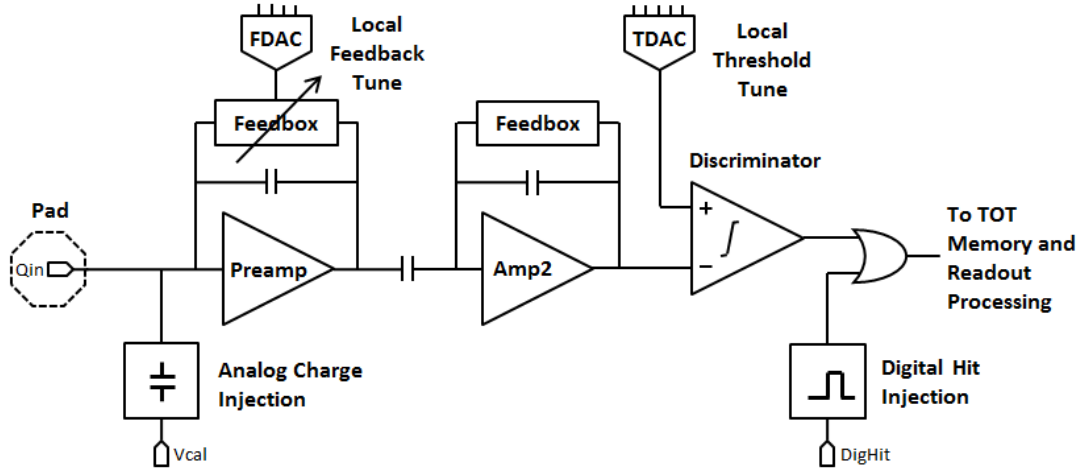 FDAC
Local
Feedback
Tune
TDAC
Local
Threshold
Tune
Feedbox
Feedbox
Discriminator
Pad
Qin
Preamp
Amp2
+
−
To TOT
Memory and
Readout
Processing
Analog Charge
Injection
Digital Hit
Injection
Vcal
DigHit